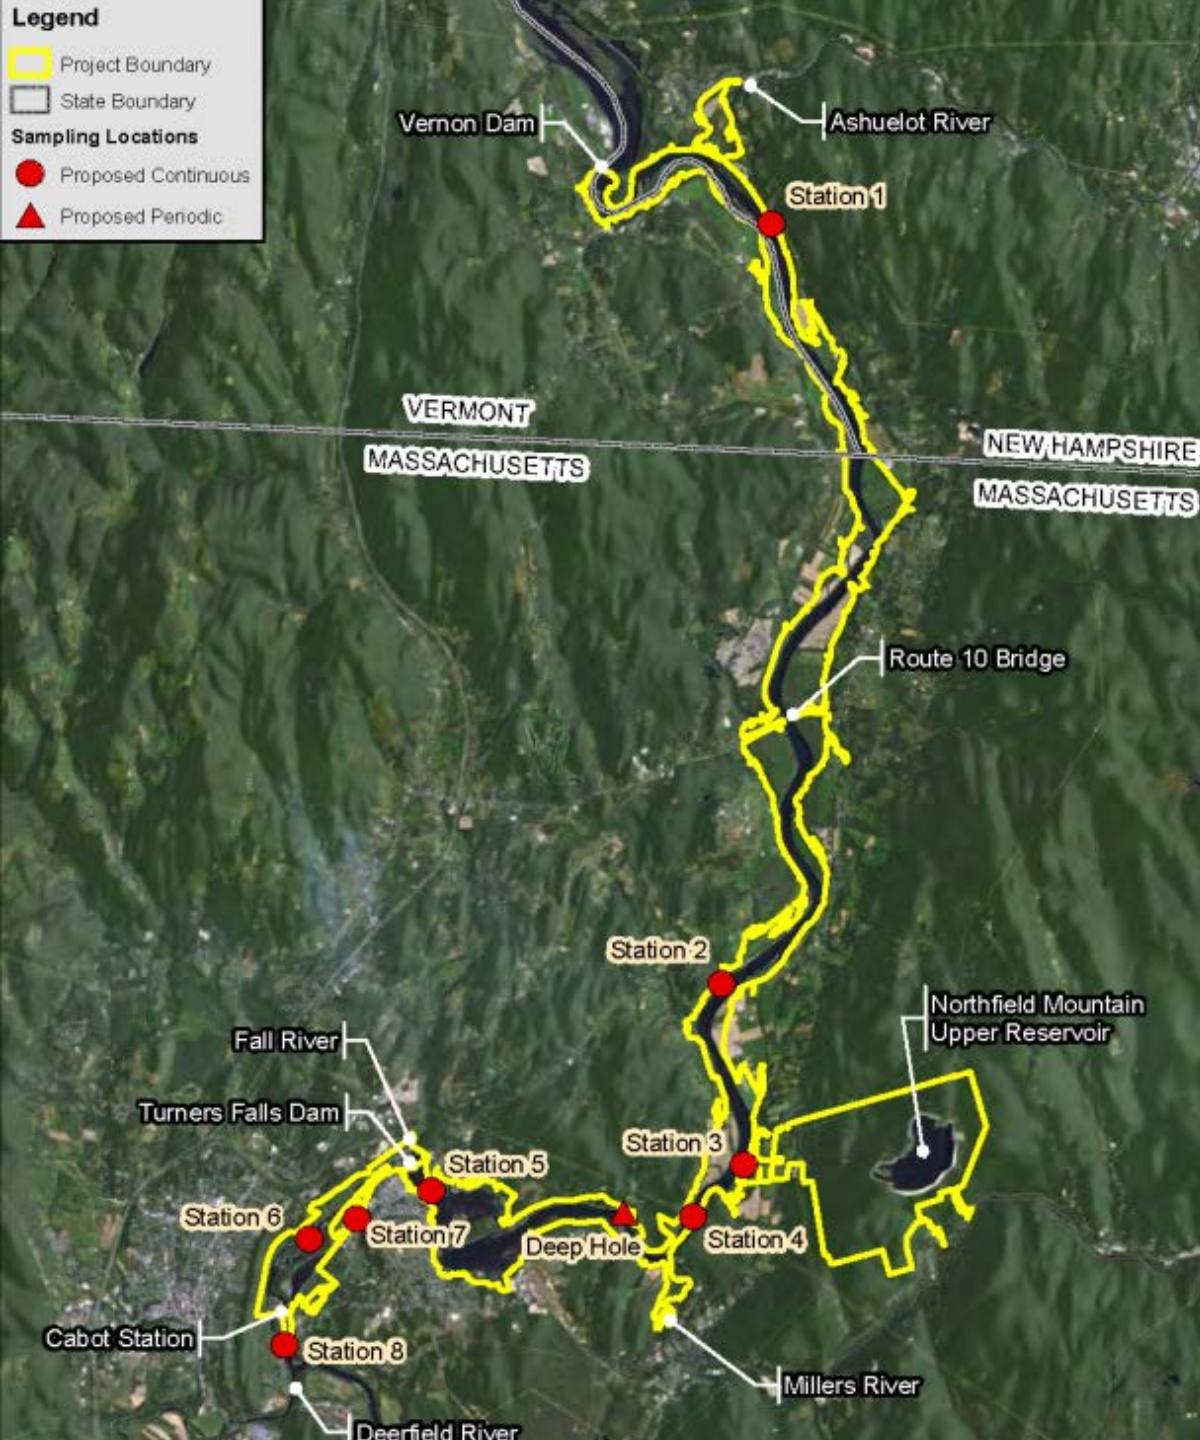 Legend
Project Boundary
State Boundary
Sampling Locations
Proposed Continuous
Proposed Periodic
Vernon Dam
Ashuelot River
Station 1
VERMONT
MASSACHUSETTS
NEW HAMPSHIRE
MASSACHUSETTS
Route 10 Bridge
Station 2
Northfield Mountain
Upper Reservoir
Fall River
Turners Falls Dam
Station 3
Station 5
Station 6
Station 7
Deep Hole
Station 4
Cabot Station
Station 8
Millers River
Deerfield River